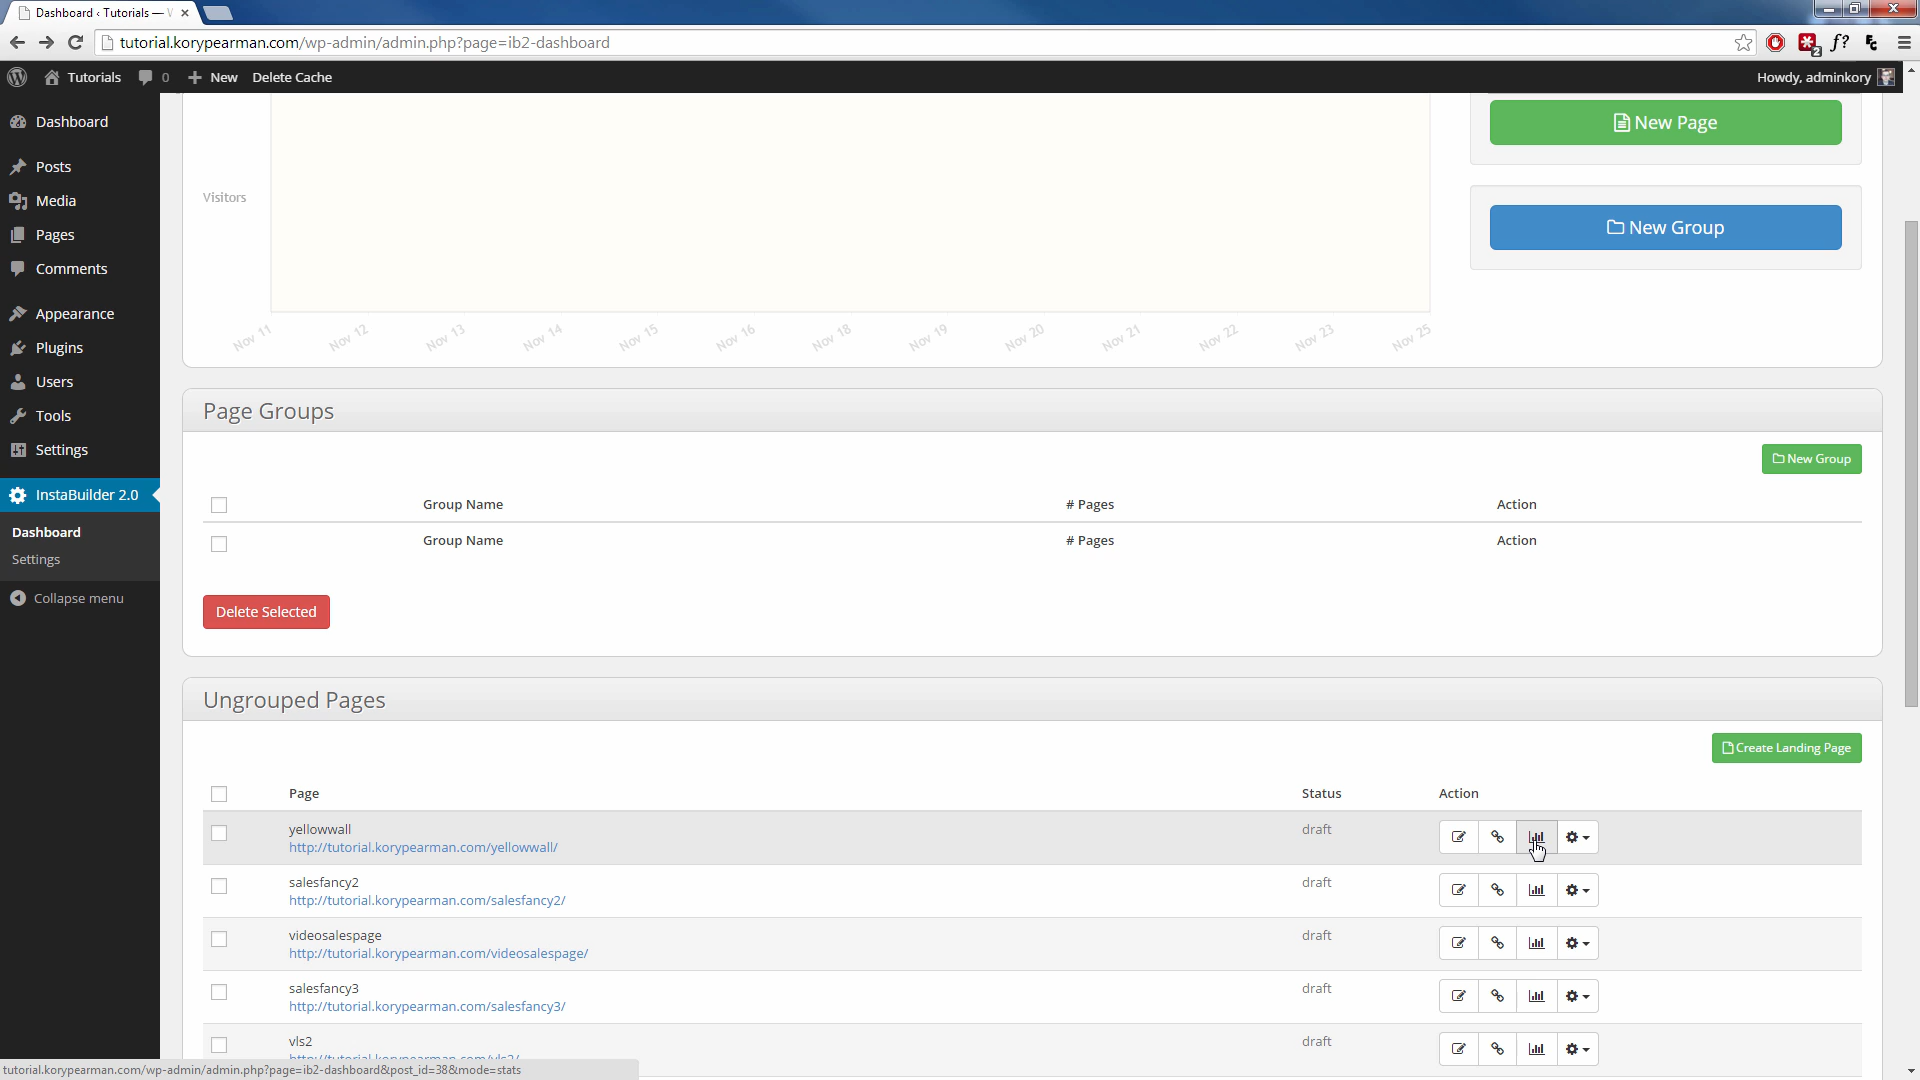 Dashboard ‹ Tutorials — W
tutorial.korypearman.com/wp-admin/admin.php?page=ib2-dashboard
f?
2
Tutorials 0 New Delete Cache Howdy, adminkory
Dashboard
Posts
Media
Pages
Comments
Appearance
Plugins
Users
Tools
Settings
InstaBuilder 2.0
Dashboard
Settings
Collapse menu
Visitors
Nov 11 Nov 12 Nov 13 Nov 14 Nov 15 Nov 16 Nov 18 Nov 19 Nov 20 Nov 21 Nov 22 Nov 23 Nov 25
New Page
New Group
Page Groups
New Group
Group Name # Pages Action
Group Name # Pages Action
Delete Selected
Ungrouped Pages
Create Landing Page
Page Status Action
yellowwall draft
http://tutorial.korypearman.com/yellowwall/
salesfancy2 draft
http://tutorial.korypearman.com/salesfancy2/
videosalespage draft
http://tutorial.korypearman.com/videosalespage/
salesfancy3 draft
http://tutorial.korypearman.com/salesfancy3/
vls2 draft
http://tutorial.korypearman.com/vls2/
tutorial.korypearman.com/wp-admin/admin.php?page=ib2-dashboard&post_id=38&mode=stats